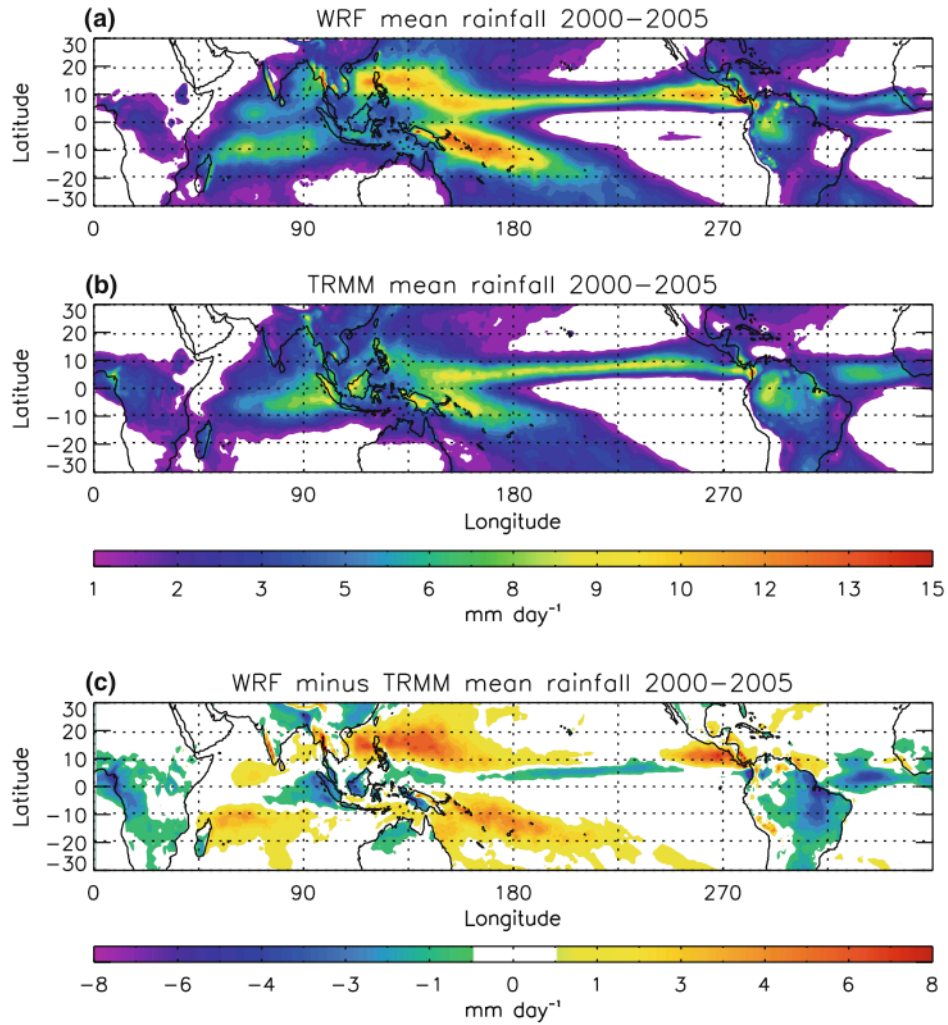 (a) WRF mean rainfall 2000−2005
30
20
10
0
−10
−20
−30
Latitude
0 90 180 270
(b) TRMM mean rainfall 2000−2005
30
20
10
0
−10
−20
−30
Latitude
0 90 180 270
Longitude
1 2 3 5 6 8 9 10 12 13 15
mm day⁻¹
(c) WRF minus TRMM mean rainfall 2000−2005
30
20
10
0
−10
−20
−30
Latitude
0 90 180 270
Longitude
−8 −6 −4 −3 −1 0 1 3 4 6 8
mm day⁻¹